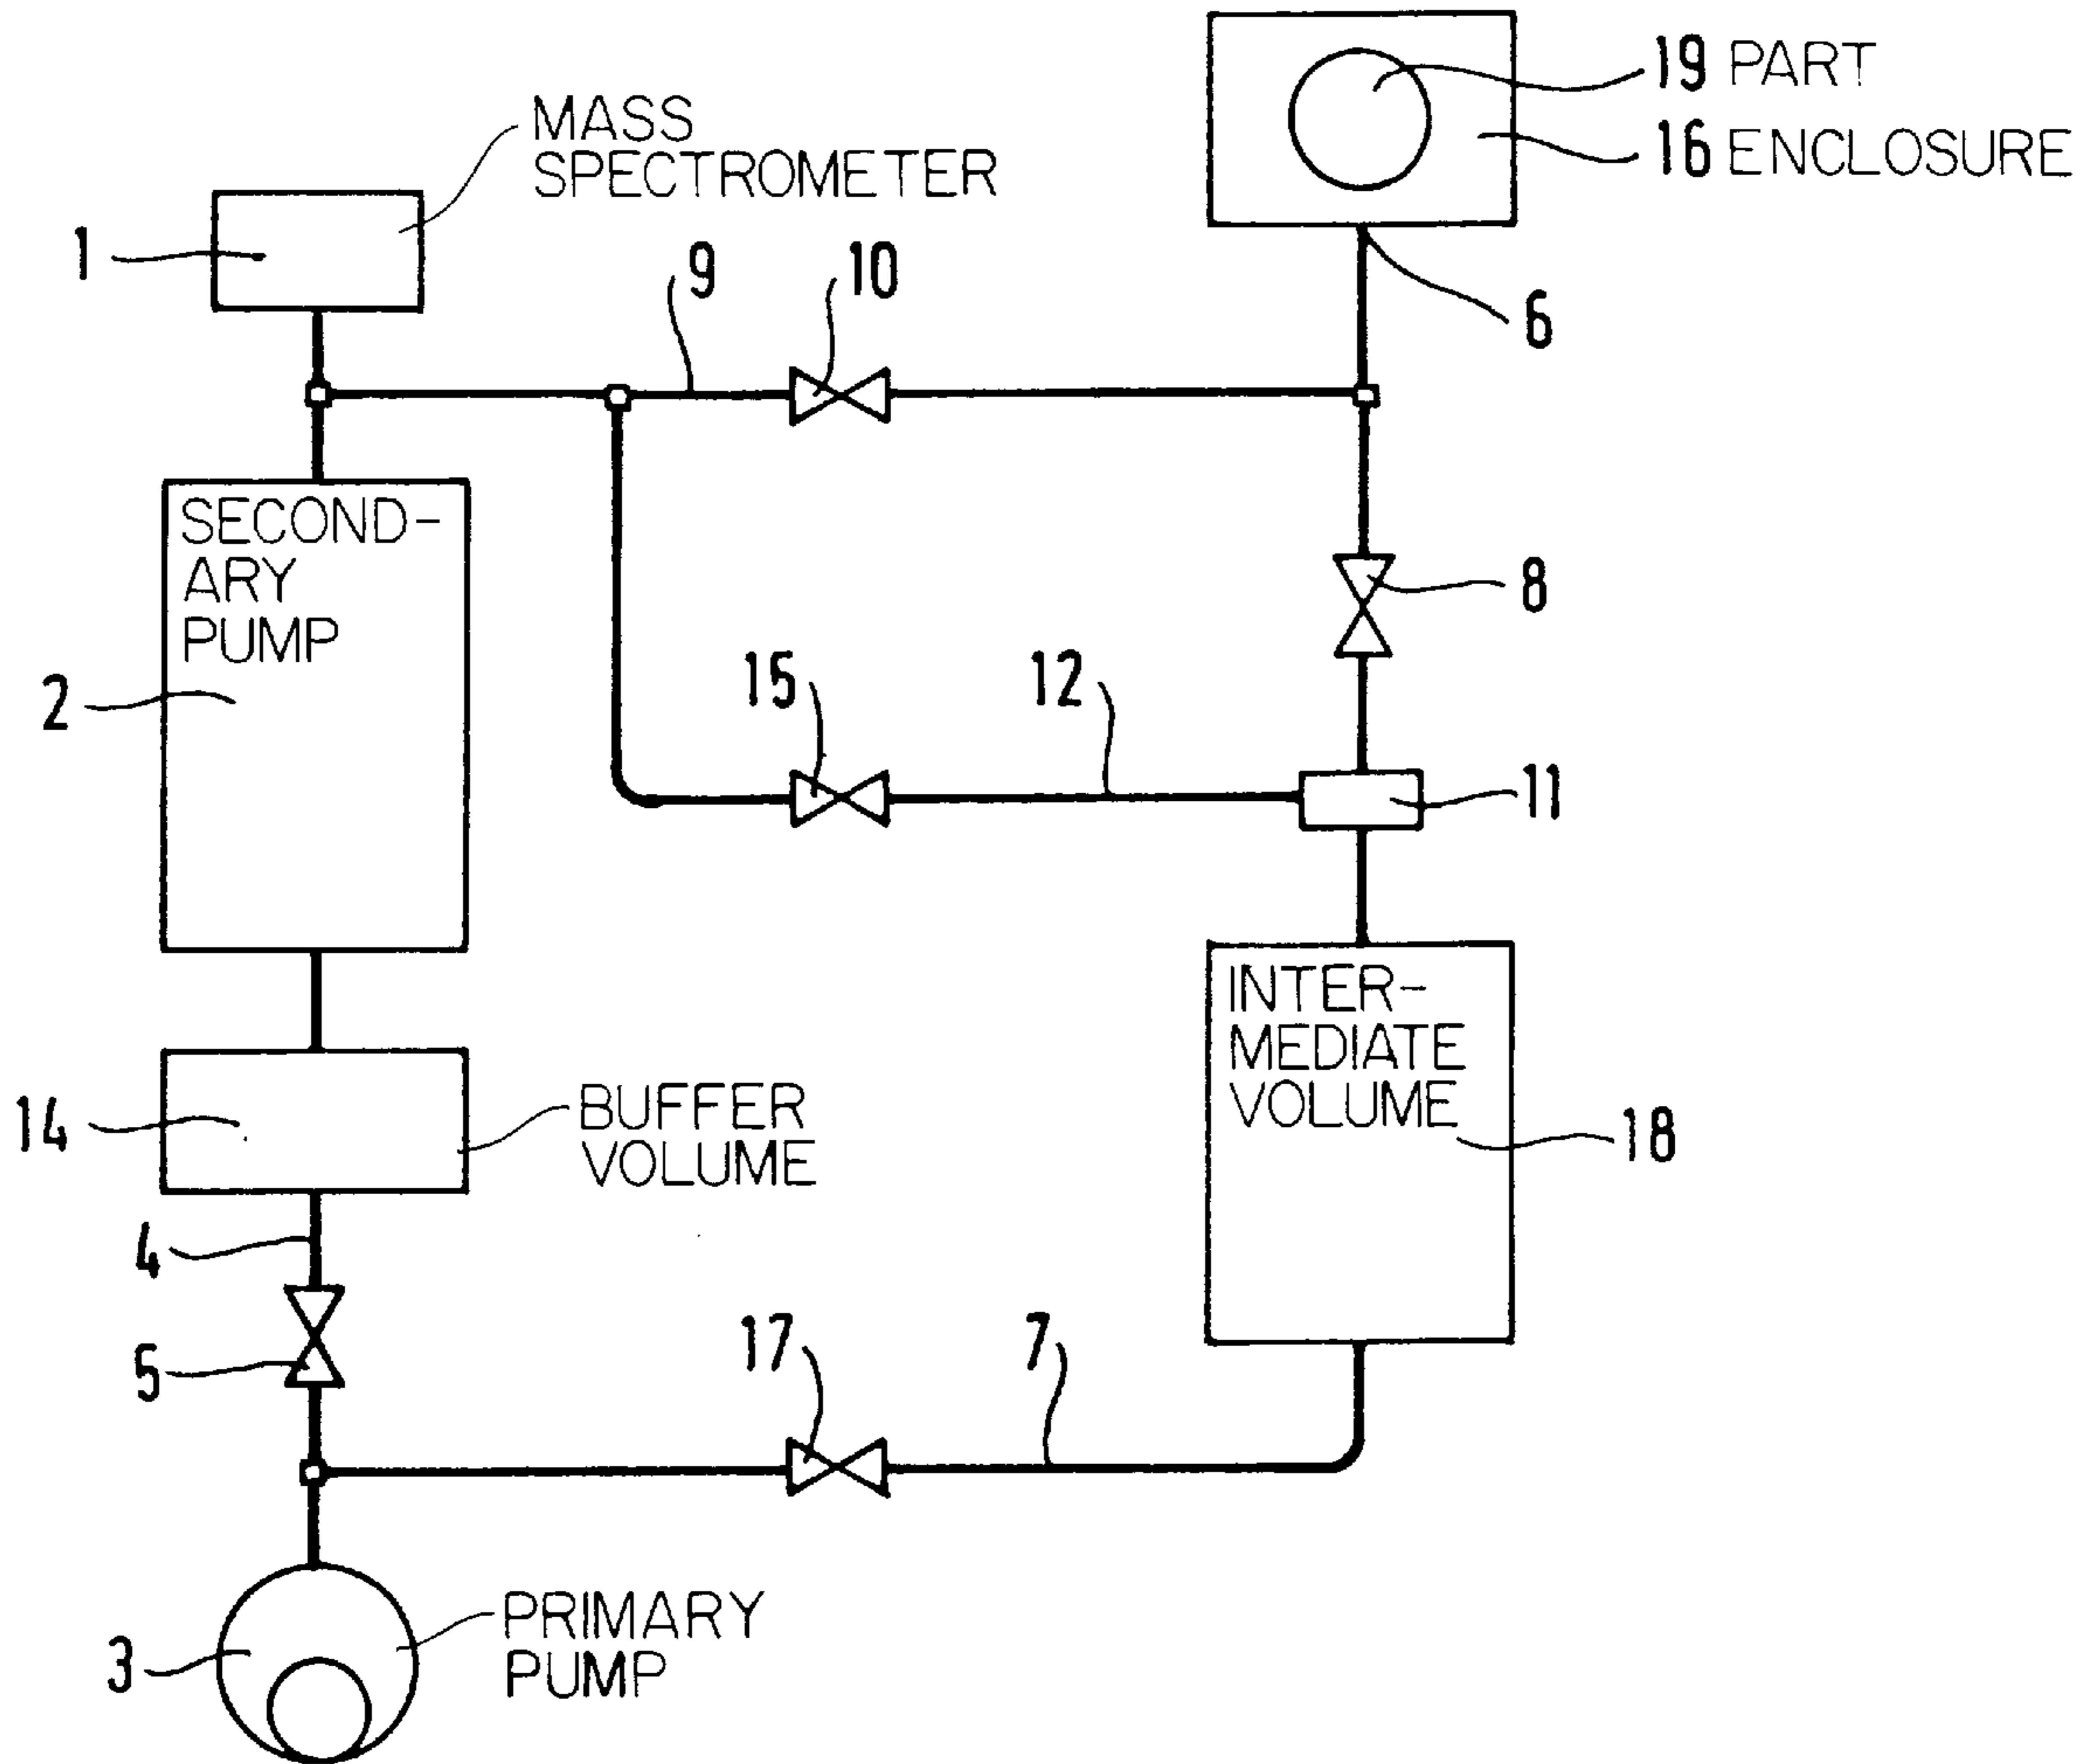 19 PART
MASS
SPECTROMETER
16 ENCLOSURE
1
9
10
6
SECOND-
ARY
PUMP
8
2
15
12
11
INTER-
MEDIATE
VOLUME
14
BUFFER
VOLUME
18
4
5
17
7
3
PRIMARY
PUMP